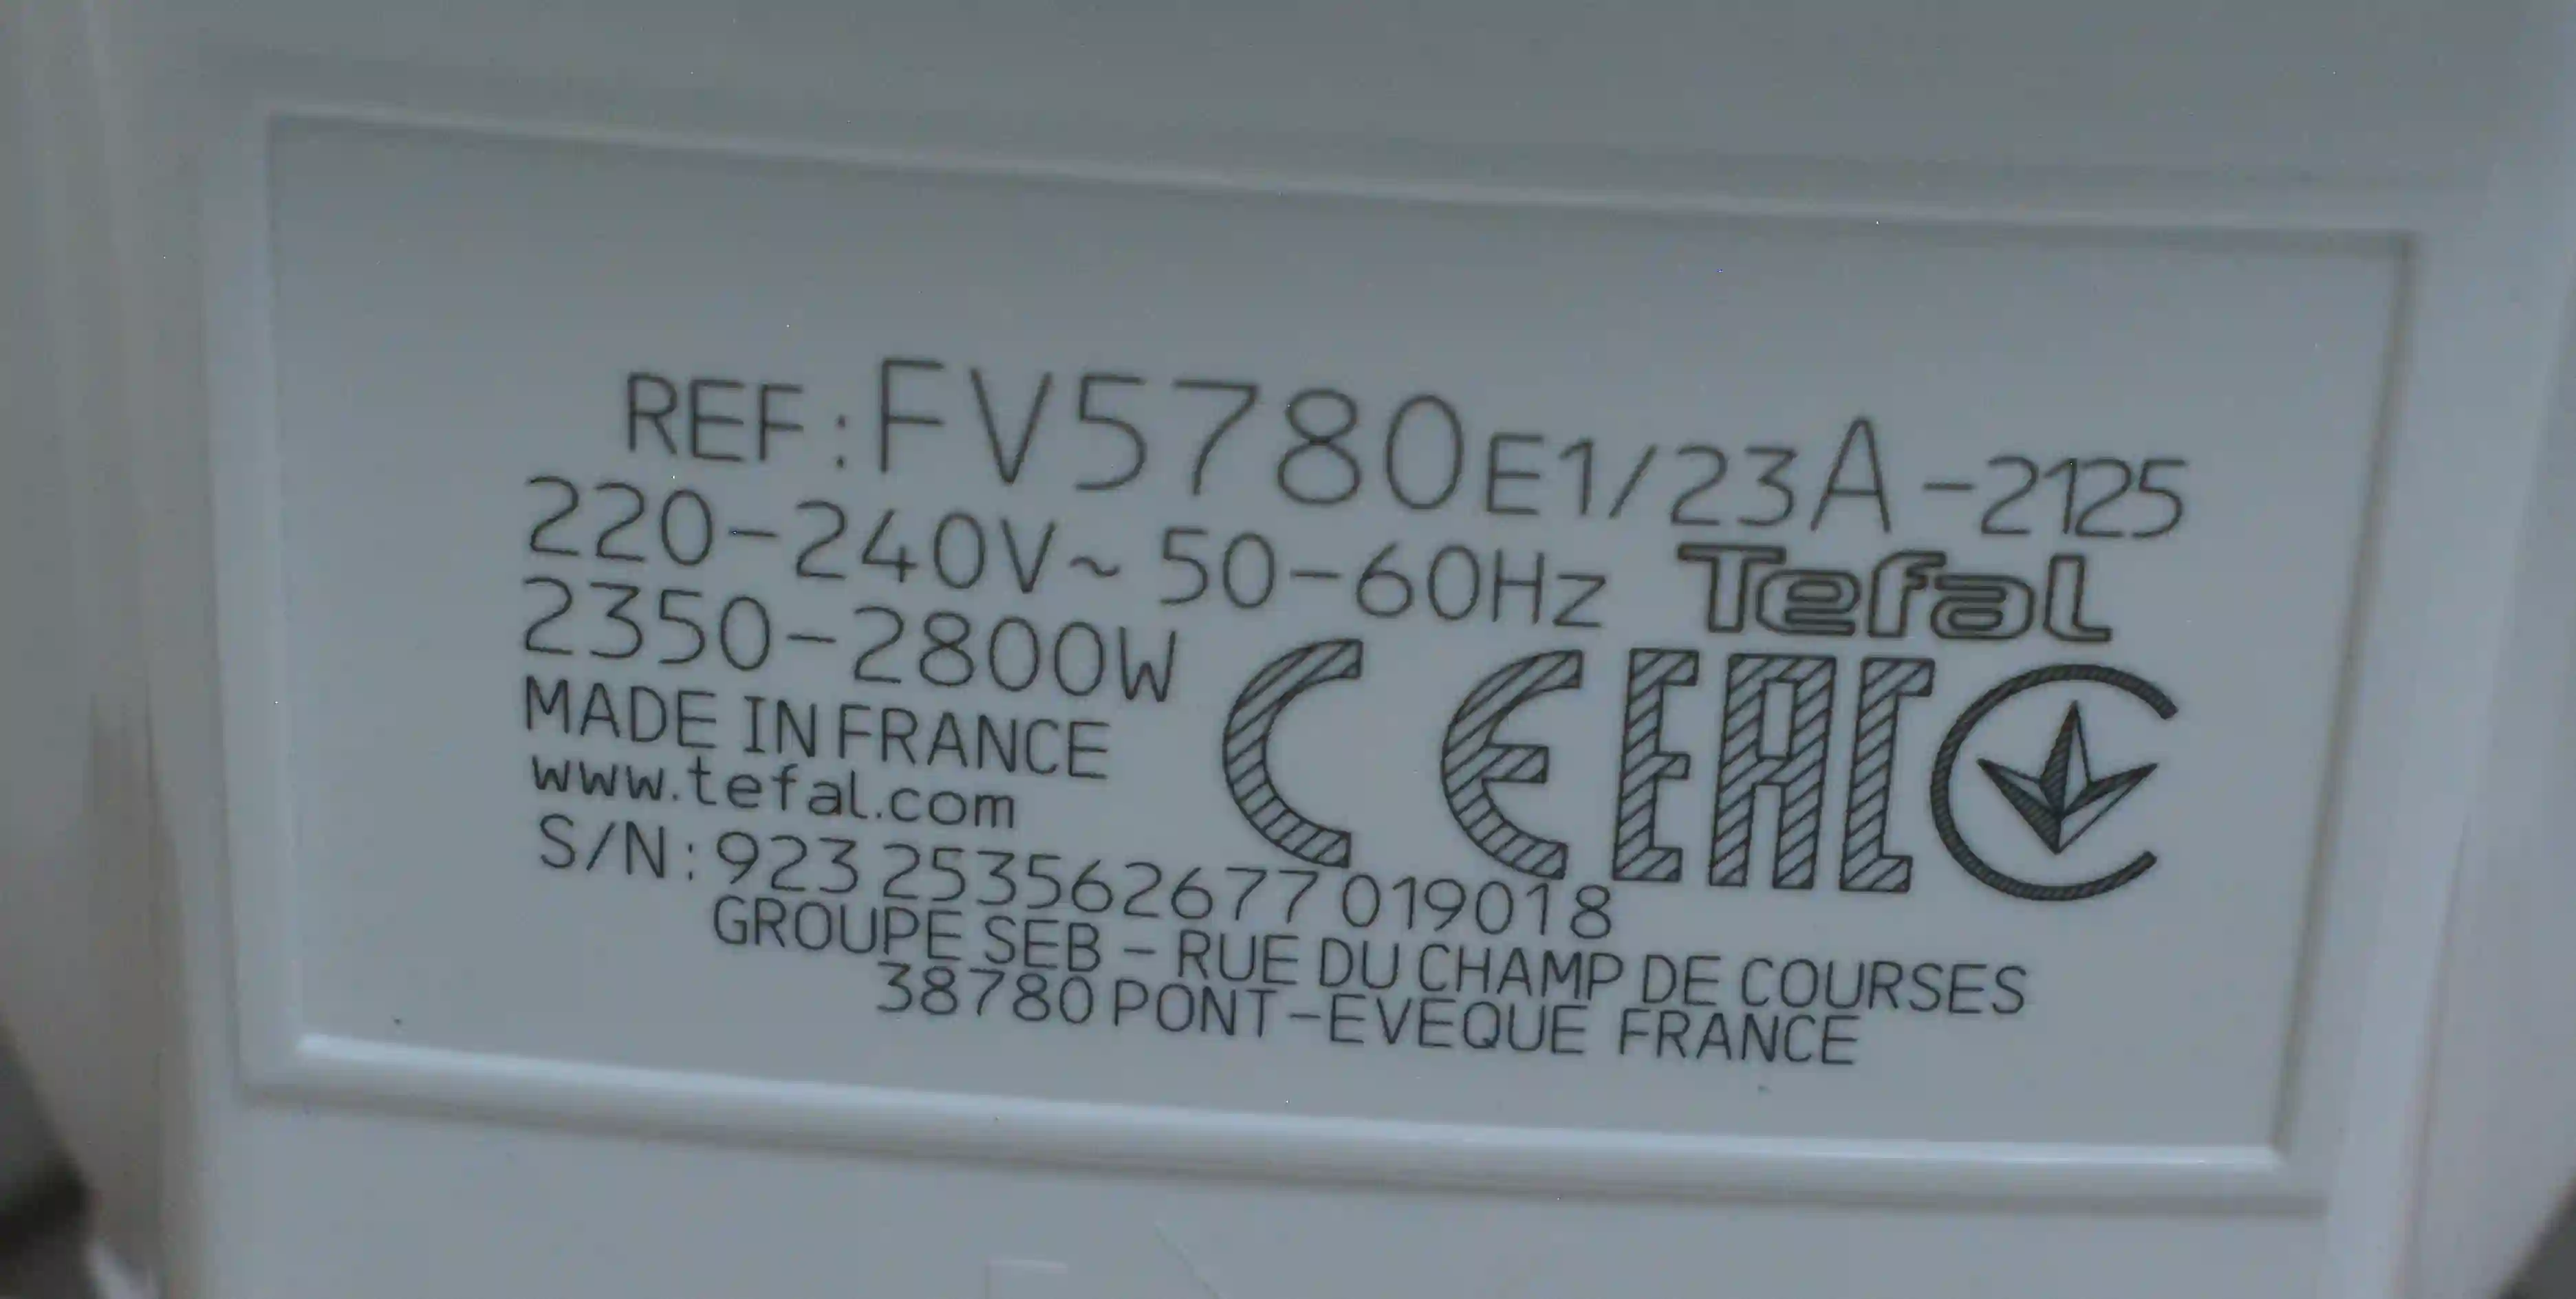 REF: FV5780E1/23A-2125
220-240V~ 50-60Hz Tefal
2350-2800W
MADE IN FRANCE
CE EAC
www.tefal.com
S/N: 923 253562677 019018
GROUPE SEB - RUE DU CHAMP DE COURSES
38780 PONT-EVEQUE FRANCE